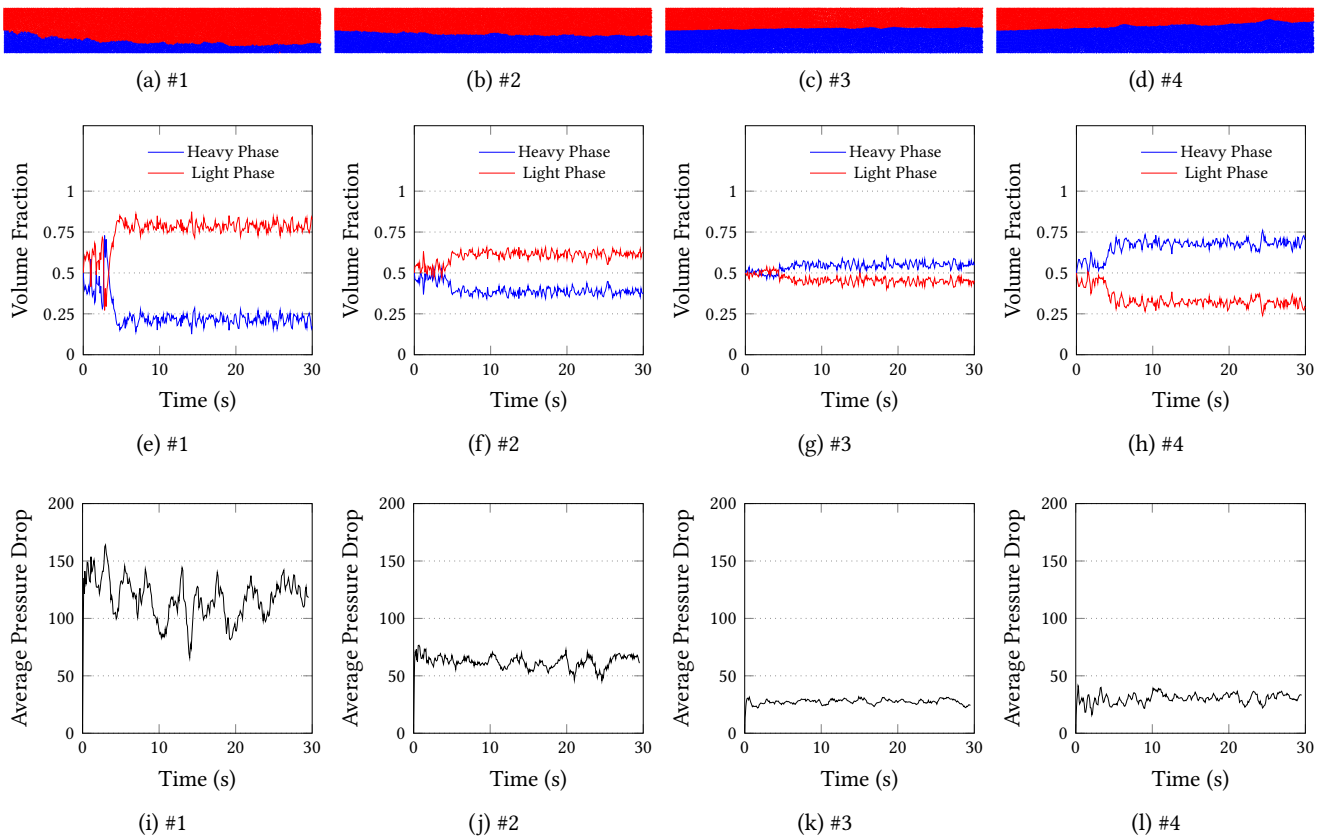 (a) #1
(b) #2
(c) #3
(d) #4
Volume Fraction
1
0.75
0.5
0.25
0
Heavy Phase
Light Phase
0 10 20 30
Time (s)
(e) #1
Volume Fraction
1
0.75
0.5
0.25
0
Heavy Phase
Light Phase
0 10 20 30
Time (s)
(f) #2
Volume Fraction
1
0.75
0.5
0.25
0
Heavy Phase
Light Phase
0 10 20 30
Time (s)
(g) #3
Volume Fraction
1
0.75
0.5
0.25
0
Heavy Phase
Light Phase
0 10 20 30
Time (s)
(h) #4
Average Pressure Drop
200
150
100
50
0
0 10 20 30
Time (s)
(i) #1
Average Pressure Drop
200
150
100
50
0
0 10 20 30
Time (s)
(j) #2
Average Pressure Drop
200
150
100
50
0
0 10 20 30
Time (s)
(k) #3
Average Pressure Drop
200
150
100
50
0
0 10 20 30
Time (s)
(l) #4